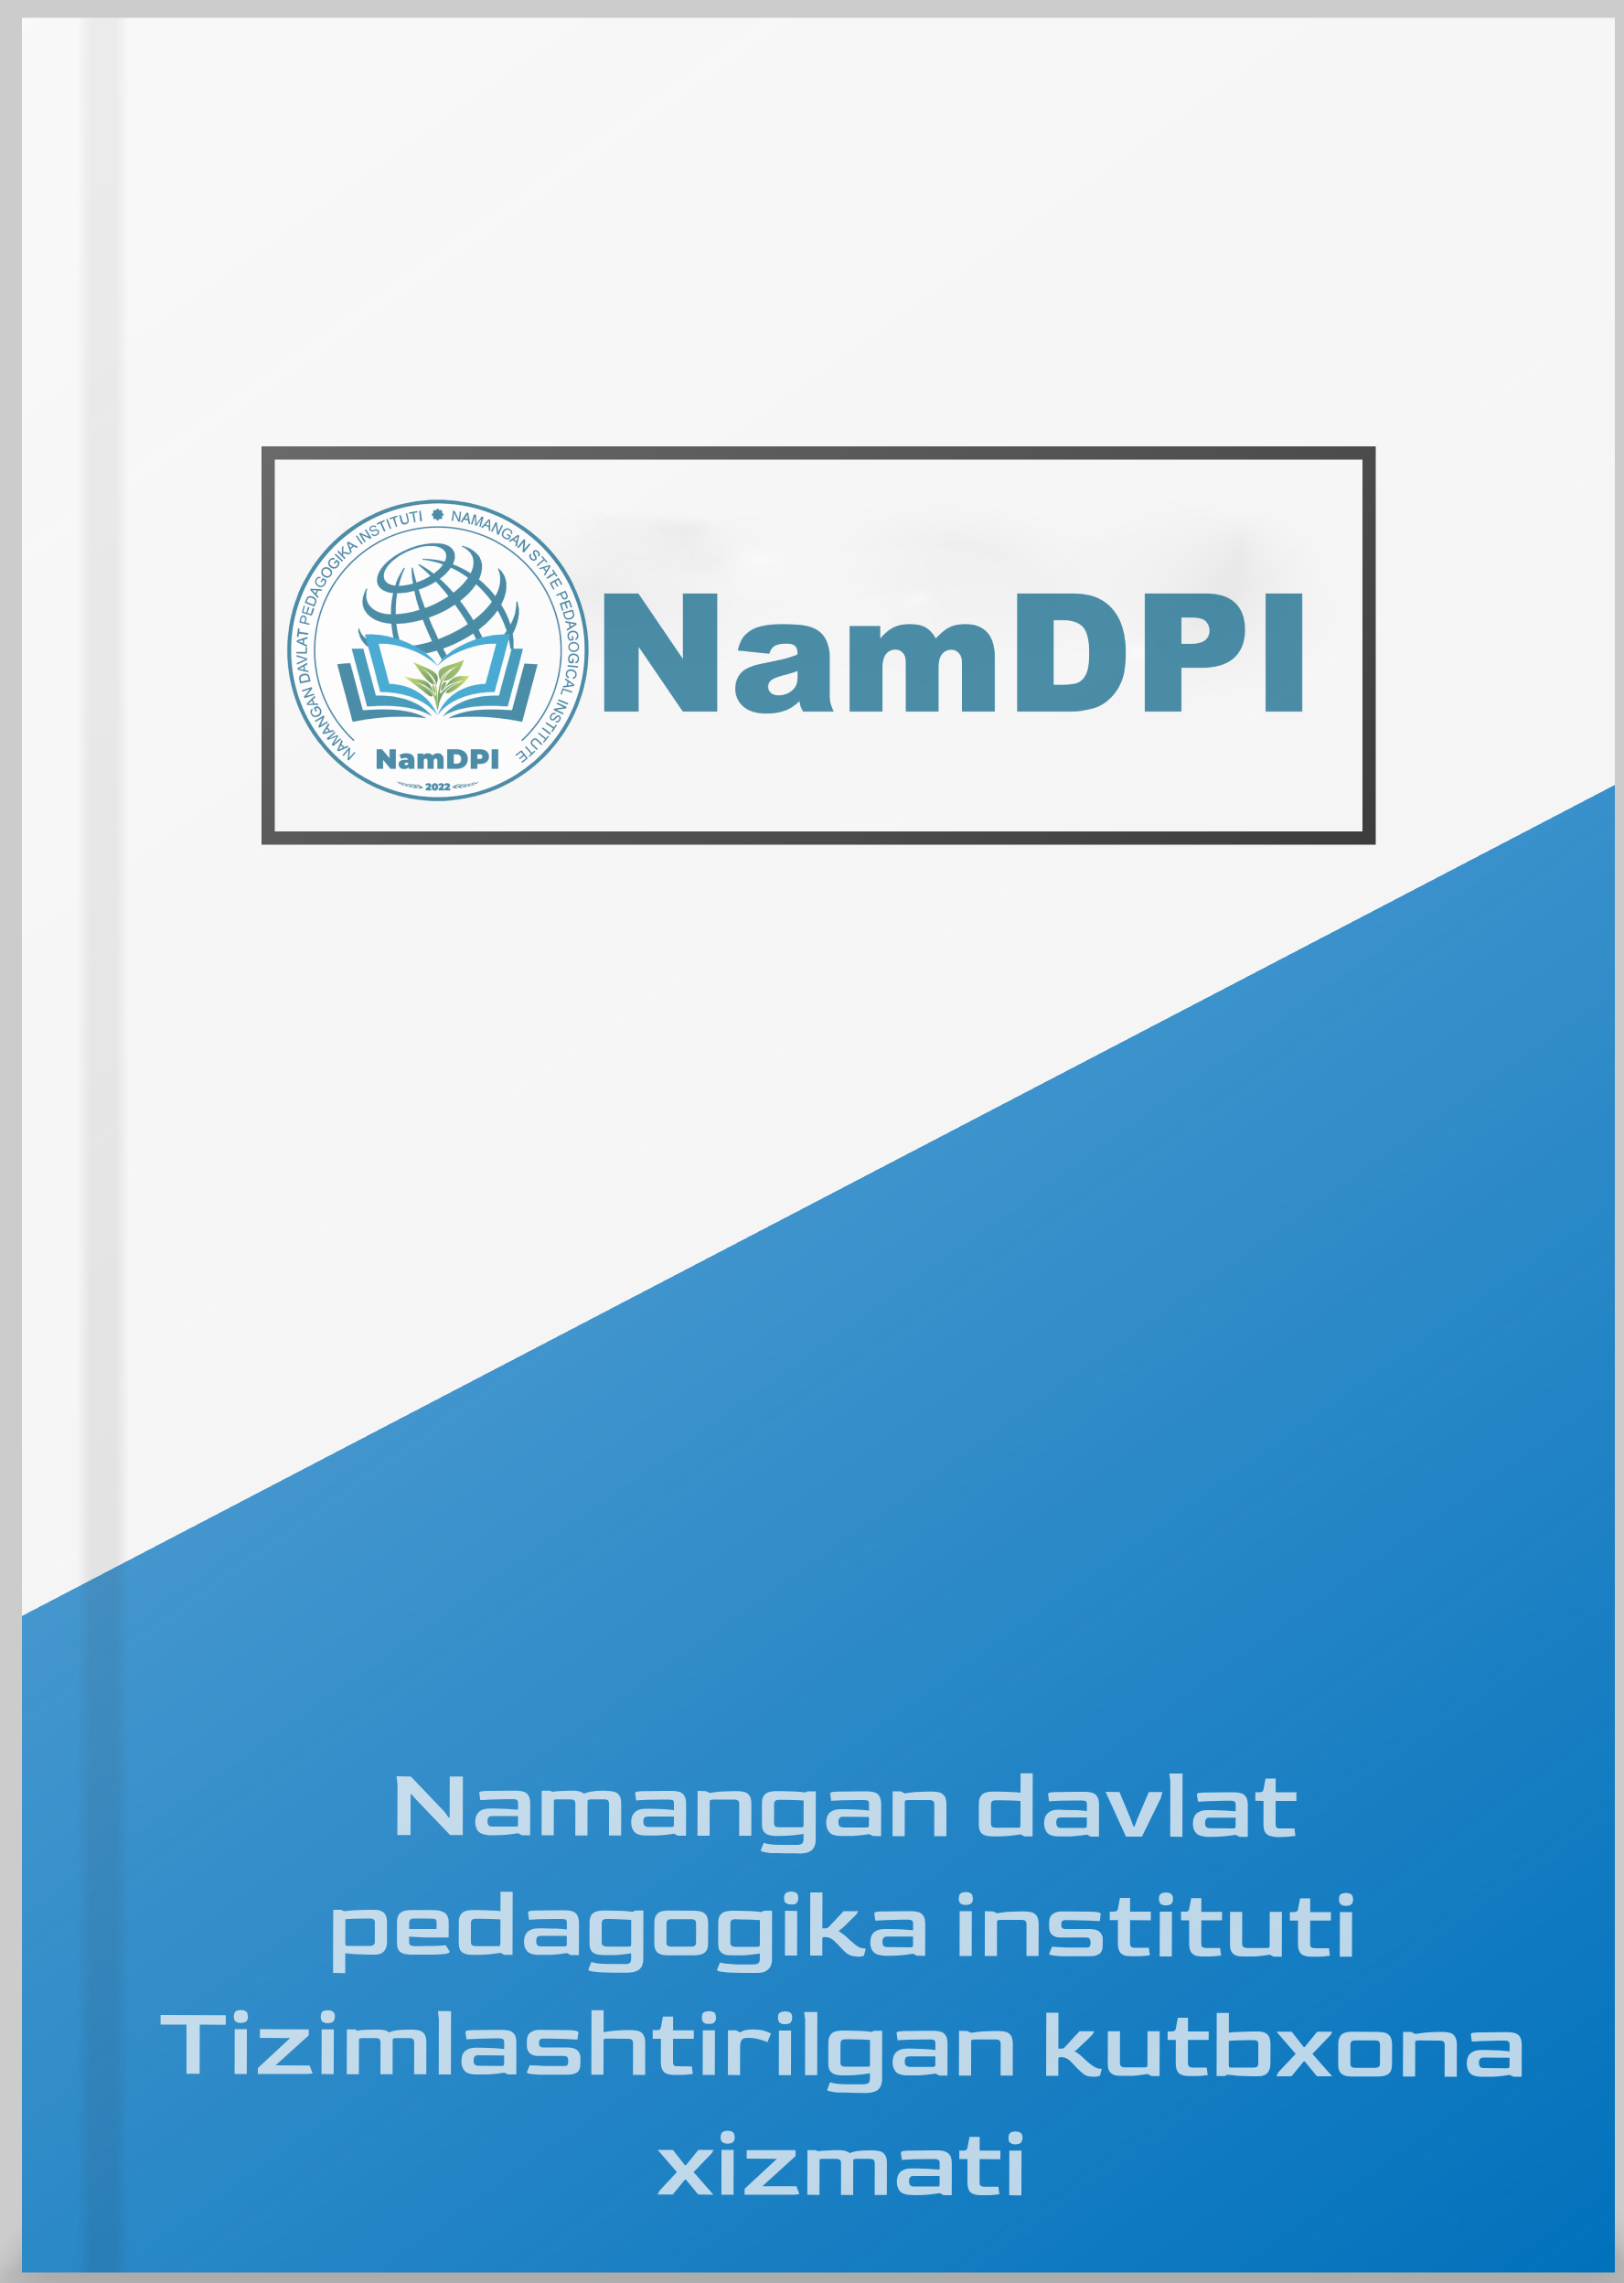 NAMANGAN DAVLAT PEDAGOGIKA INSTITUTI
NAMANGAN STATE PEDAGOGICAL INSTITUTE
NamDPI
2022
NamDPI
Namangan davlat
pedagogika instituti
Tizimlashtirilgan kutbxona
xizmati